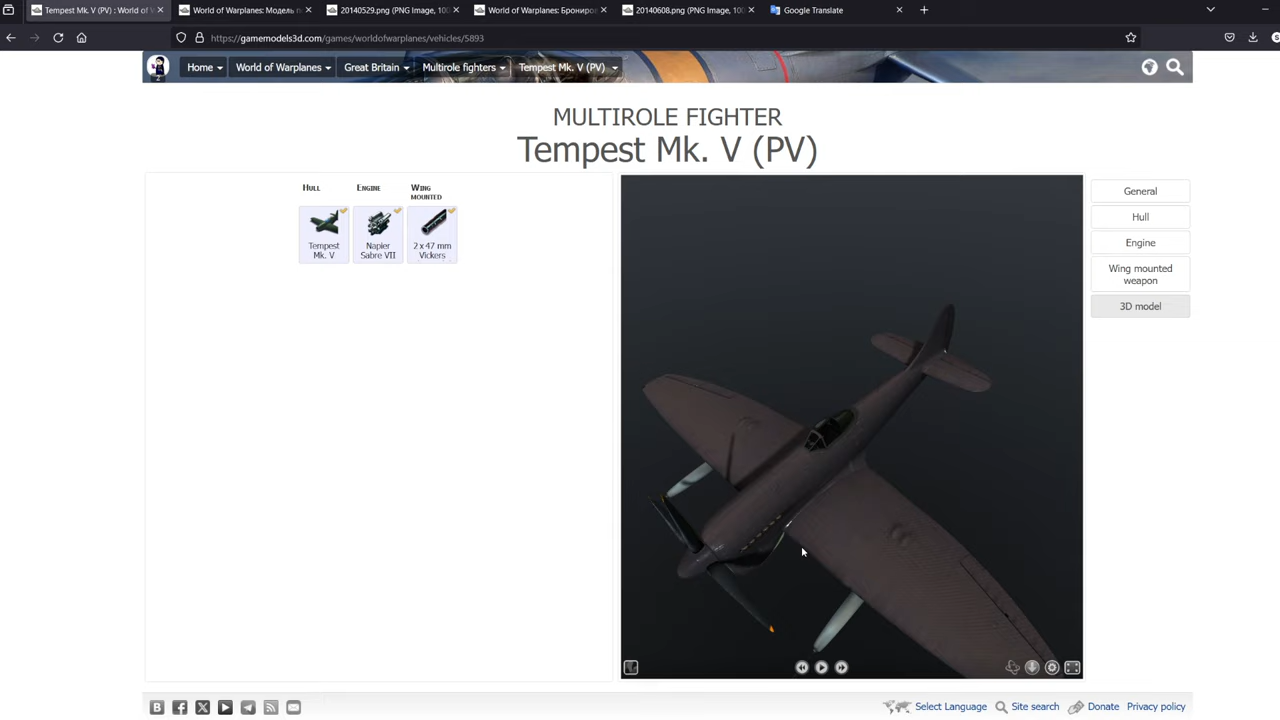 Tempest Mk. V (PV) : World of V
World of Warplanes: Модель п
20140529.png (PNG Image, 100
World of Warplanes: Брониро
20140608.png (PNG Image, 100
Google Translate
https://gamemodels3d.com/games/worldofwarplanes/vehicles/5893
Home
World of Warplanes
Great Britain
Multirole fighters
Tempest Mk. V (PV)
MULTIROLE FIGHTER
Tempest Mk. V (PV)
HULL
ENGINE
WING
MOUNTED
Tempest
Mk. V
Napier
Sabre VII
2 x 47 mm
Vickers
General
Hull
Engine
Wing mounted
weapon
3D model
Select Language
Site search
Donate
Privacy policy